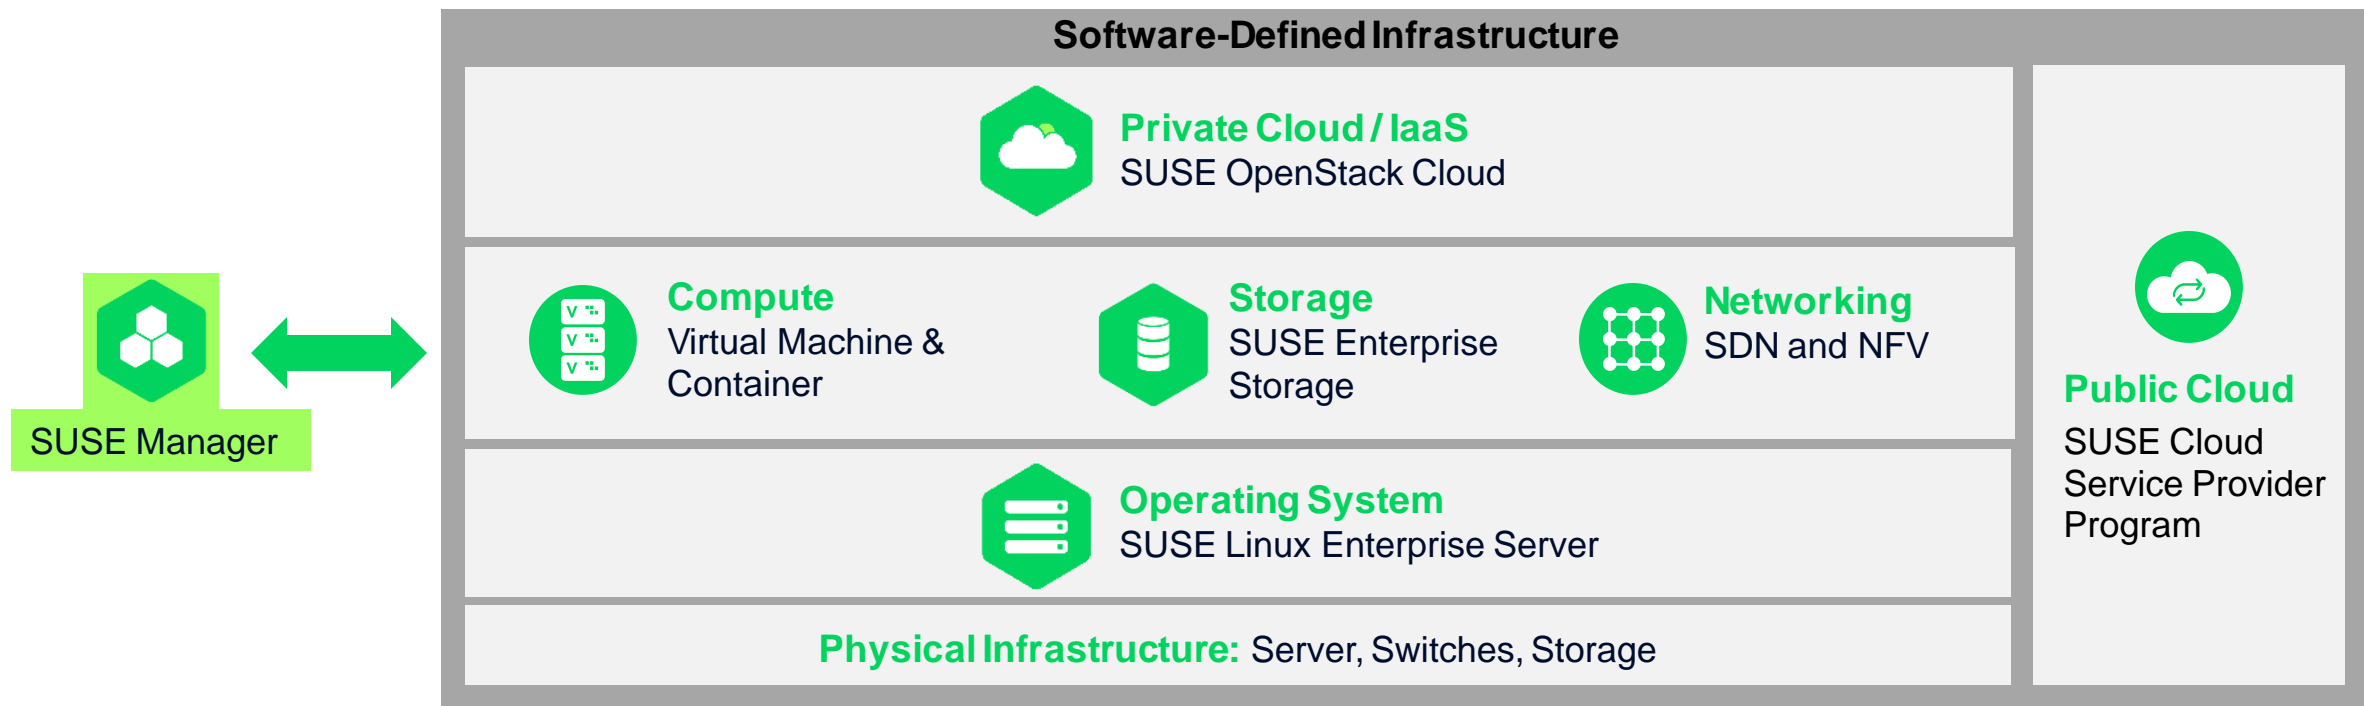 Software-Defined Infrastructure
Private Cloud / IaaS
SUSE OpenStack Cloud
Compute
Virtual Machine &
Container
Storage
SUSE Enterprise
Storage
Networking
SDN and NFV
Operating System
SUSE Linux Enterprise Server
Physical Infrastructure: Server, Switches, Storage
Public Cloud
SUSE Cloud
Service Provider
Program
SUSE Manager
V
V
V